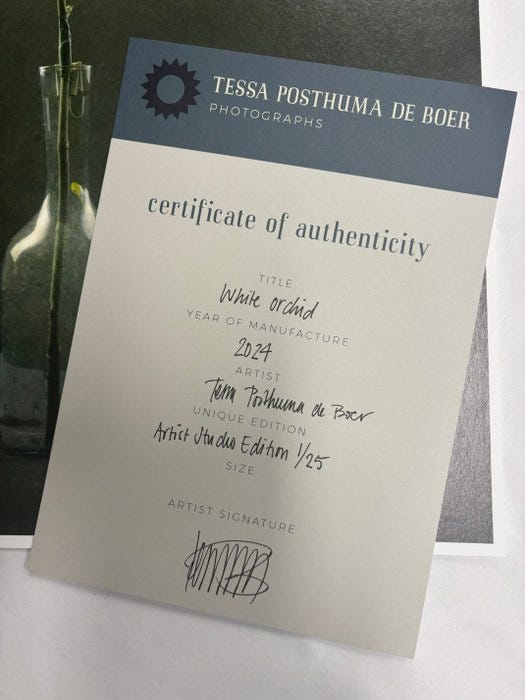 TESSA POSTHUMA DE BOER
PHOTOGRAPHS
certificate of authenticity
TITLE
White orchid
YEAR OF MANUFACTURE
2024
ARTIST
Tessa Posthuma de Boer
UNIQUE EDITION
Artist Studio Edition 1/25
SIZE
ARTIST SIGNATURE